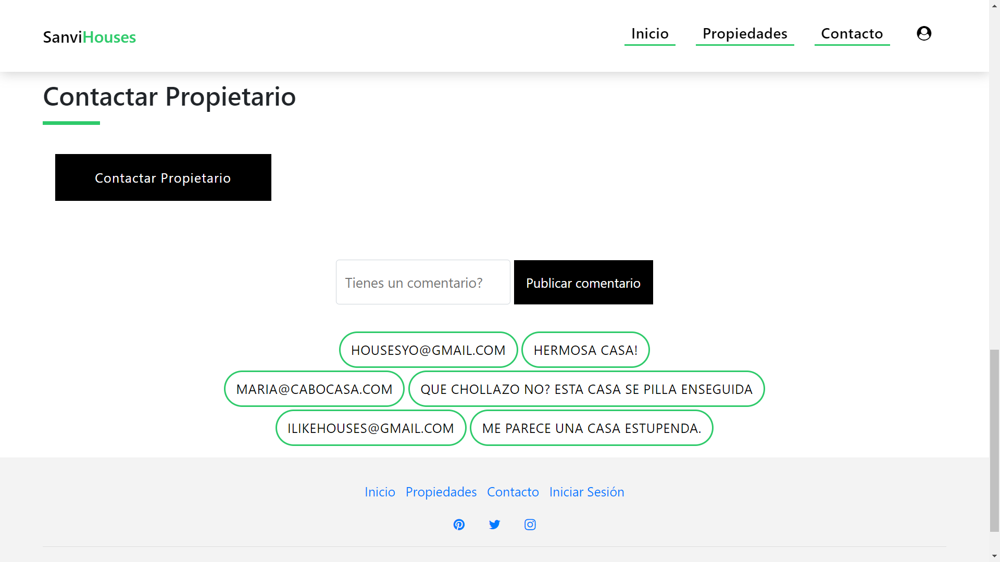 SanviHouses
Inicio Propiedades Contacto
Contactar Propietario
Contactar Propietario
Tienes un comentario? Publicar comentario
HOUSESYO@GMAIL.COM HERMOSA CASA!
MARIA@CABOCASA.COM QUE CHOLLAZO NO? ESTA CASA SE PILLA ENSEGUIDA
ILIKEHOUSES@GMAIL.COM ME PARECE UNA CASA ESTUPENDA.
Inicio Propiedades Contacto Iniciar Sesión